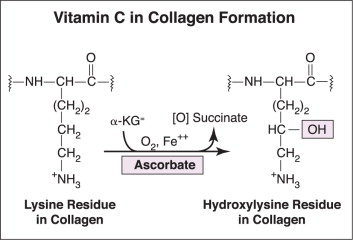 Vitamin C in Collagen Formation
O
O
–NH–CH–C–
–NH–CH–C–
(CH₂)₂
α-KG⁼
[O] Succinate
(CH₂)₂
CH₂
O₂, Fe⁺⁺
HC–OH
CH₂
Ascorbate
CH₂
⁺NH₃
⁺NH₃
Lysine Residue
in Collagen
Hydroxylysine Residue
in Collagen